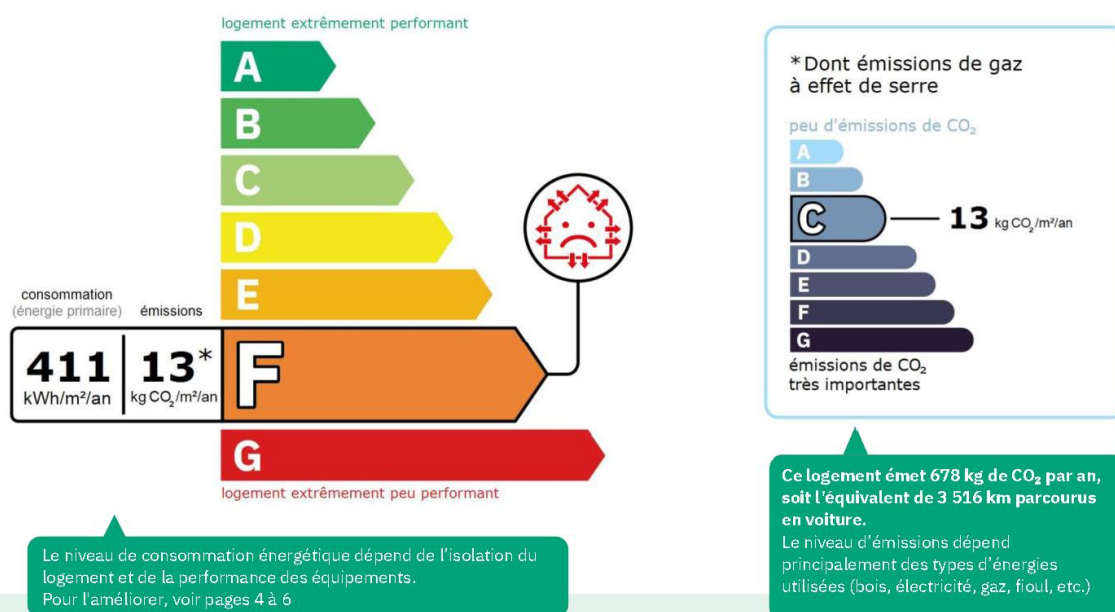 logement extrêmement performant
A
B
C
D
E
consommation
(énergie primaire)
émissions
411
kWh/m²/an
13*
kg CO₂/m²/an
F
G
logement extrêmement peu performant
Le niveau de consommation énergétique dépend de l'isolation du
logement et de la performance des équipements.
Pour l'améliorer, voir pages 4 à 6
*Dont émissions de gaz
à effet de serre
peu d'émissions de CO₂
A
B
C
13 kg CO₂/m²/an
D
E
F
G
émissions de CO₂
très importantes
Ce logement émet 678 kg de CO₂ par an,
soit l'équivalent de 3 516 km parcourus
en voiture.
Le niveau d'émissions dépend
principalement des types d'énergies
utilisées (bois, électricité, gaz, fioul, etc.)